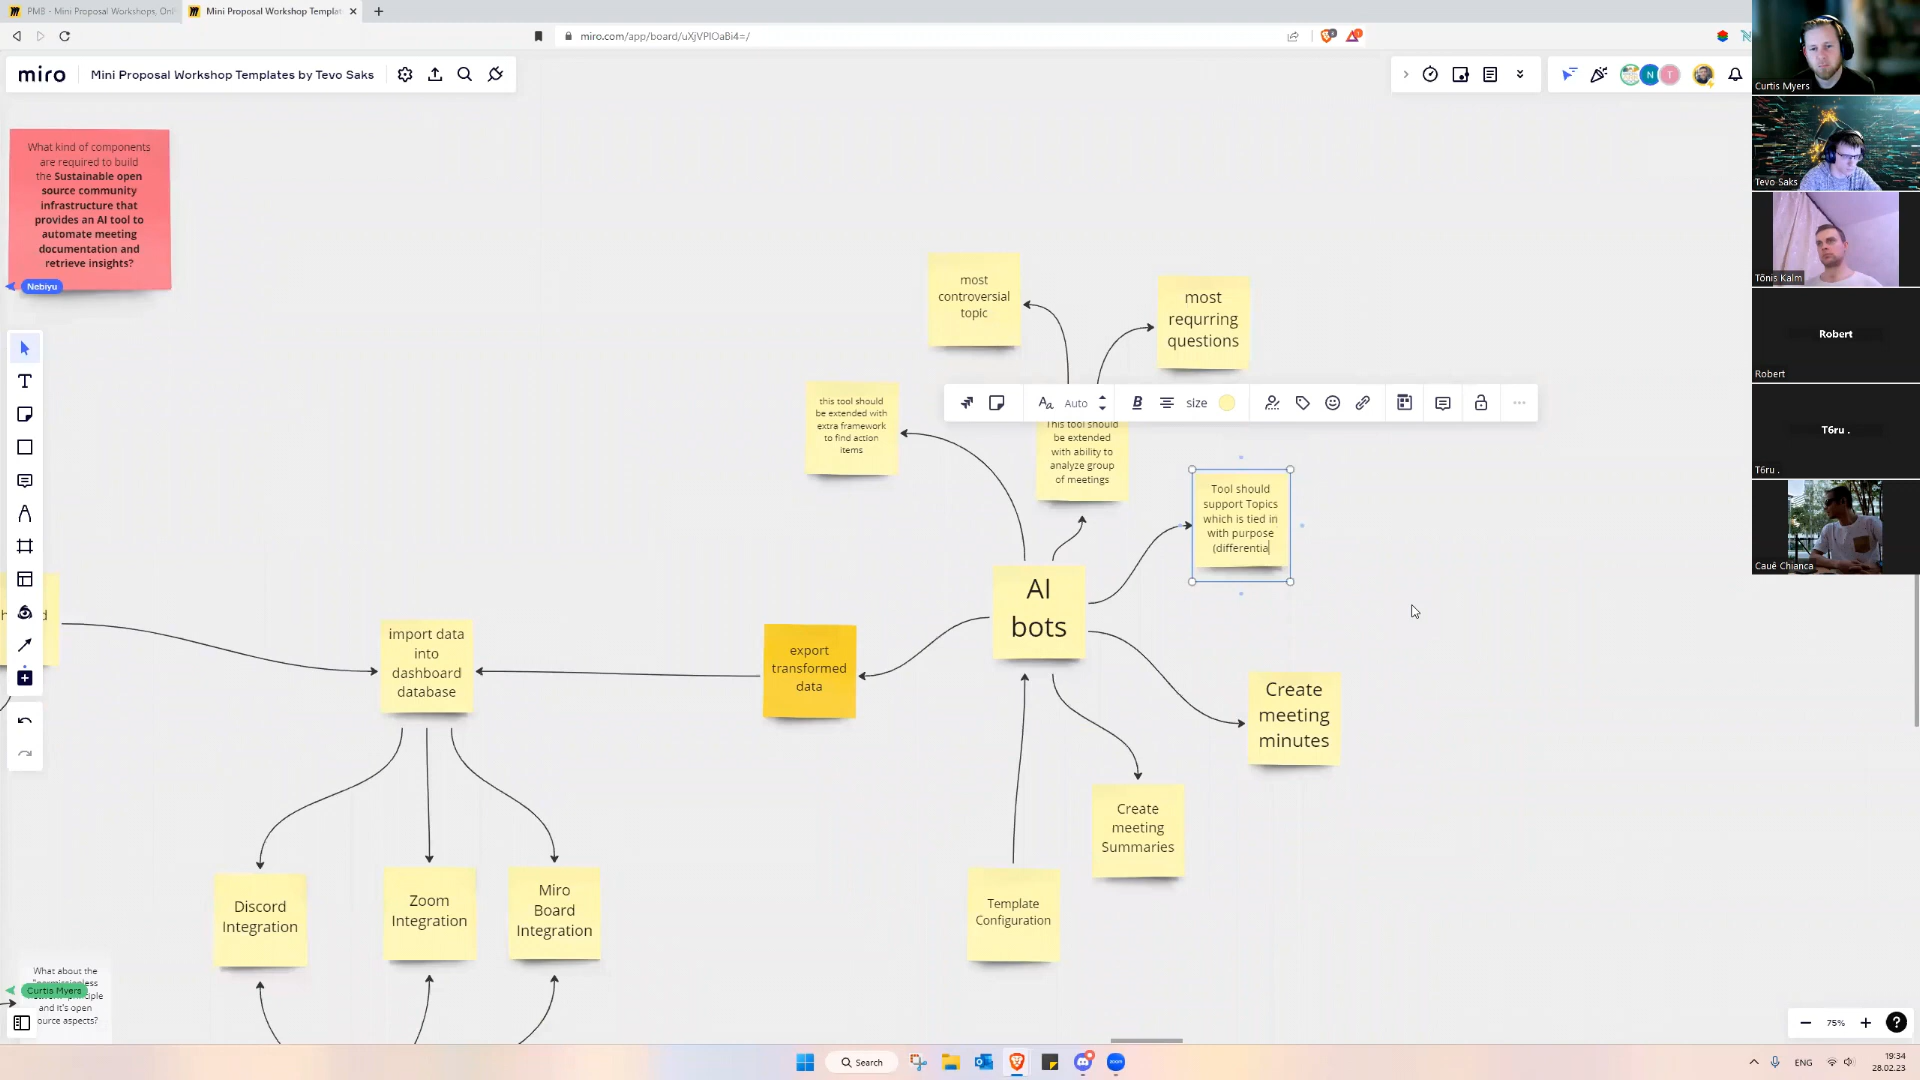 PMB - Mini Proposal Workshops, Onl
Mini Proposal Workshop Templat
miro.com/app/board/uXjVPlOaBi4=/
miro
Mini Proposal Workshop Templates by Tevo Saks
N
T
What kind of components
are required to build
the Sustainable open
source community
infrastructure that
provides an AI tool to
automate meeting
documentation and
retrieve insights?
Nebiyu
most
controversial
topic
most
requrring
questions
this tool should
be extended with
extra framework
to find action
items
Auto
size
This tool should
be extended
with ability to
analyze group
of meetings
Tool should
support Topics
which is tied in
with purpose
(differentia
AI
bots
import data
into
dashboard
database
export
transformed
data
Create
meeting
minutes
Create
meeting
Summaries
Template
Configuration
Discord
Integration
Zoom
Integration
Miro
Board
Integration
What about the
Curtis Myers
and it's open
source aspects?
Curtis Myers
Tevo Saks
Tõnis Kalm
Robert
Robert
T6ru .
T6ru .
Cauê Chianca
75%
Search
ENG
19:34
28.02.23